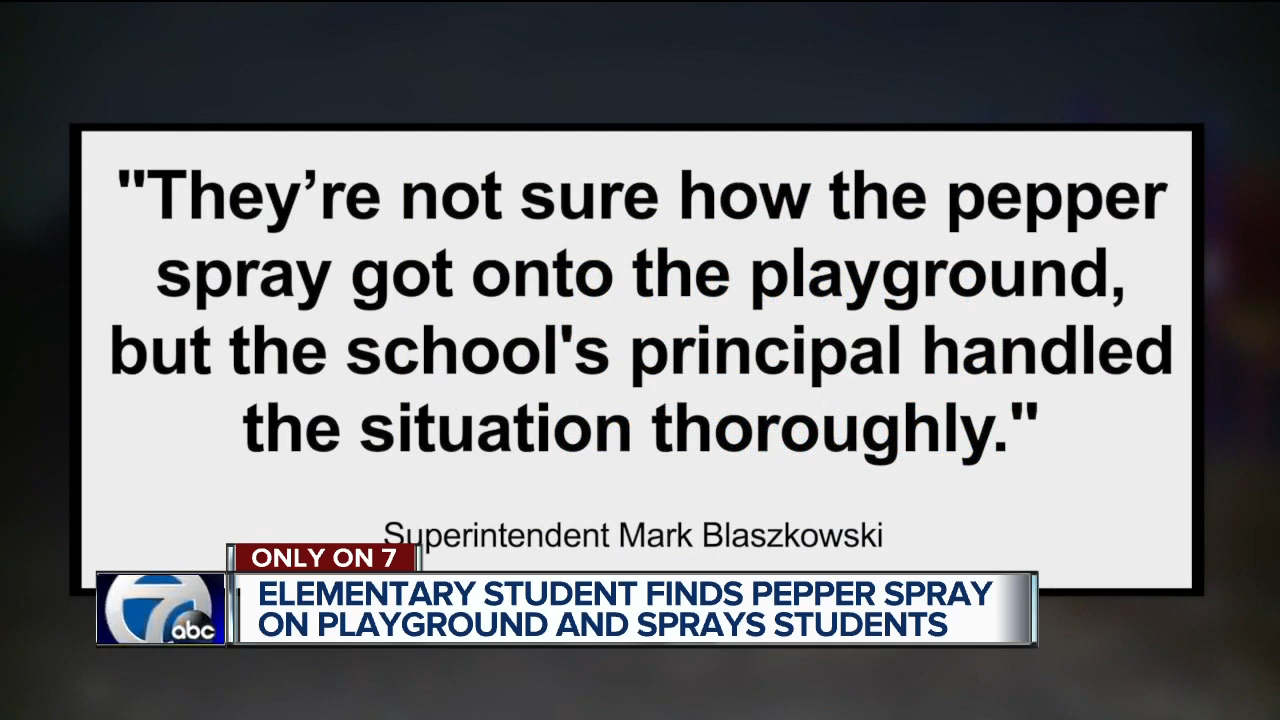 "They’re not sure how the pepper
spray got onto the playground,
but the school's principal handled
the situation thoroughly."
Superintendent Mark Blaszkowski
ONLY ON 7
ELEMENTARY STUDENT FINDS PEPPER SPRAY
ON PLAYGROUND AND SPRAYS STUDENTS
7
abc